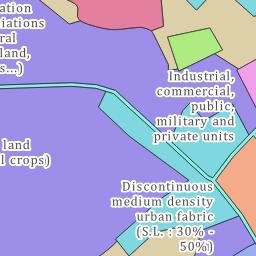 ation
iations
ral
land,
s...)
Industrial,
commercial,
public,
military and
private units
land
l crops)
Discontinuous
medium density
urban fabric
(S.L. : 30% -
50%)